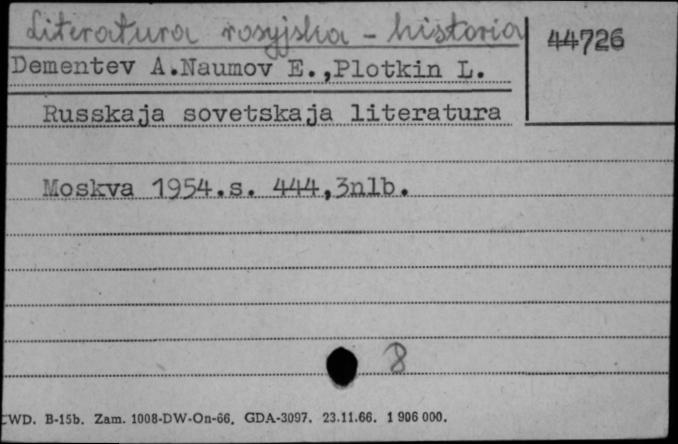 Literatura rosyjska - historia
44726
Dementev A.Naumov E.,Plotkin L.
Russkaja sovetskaja literatura
Moskva 1954.s. 444,3nlb.
8
CWD. B-15b. Zam. 1008-DW-On-66. GDA-3097. 23.11.66. 1 906 000.